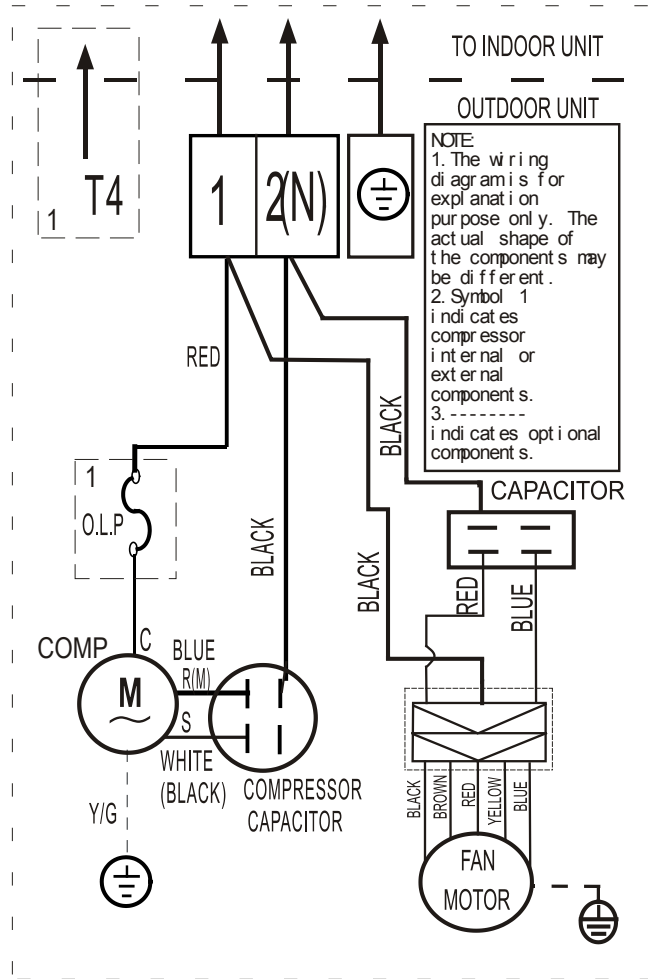 TO INDOOR UNIT
OUTDOOR UNIT
T4
1
1
2(N)
NOTE:
1. The wiring
diagram is for
explanation
purpose only. The
actual shape of
the components may
be different.
2. Symbol 1
indicates
compressor
internal or
external
components.
3. --------
indicates optional
components.
RED
BLACK
1
O.L.P
CAPACITOR
BLACK
BLACK
RED
BLUE
COMP
C
BLUE
R(M)
M
S
WHITE
(BLACK)
COMPRESSOR
CAPACITOR
Y/G
BLACK
BROWN
RED
YELLOW
BLUE
FAN
MOTOR